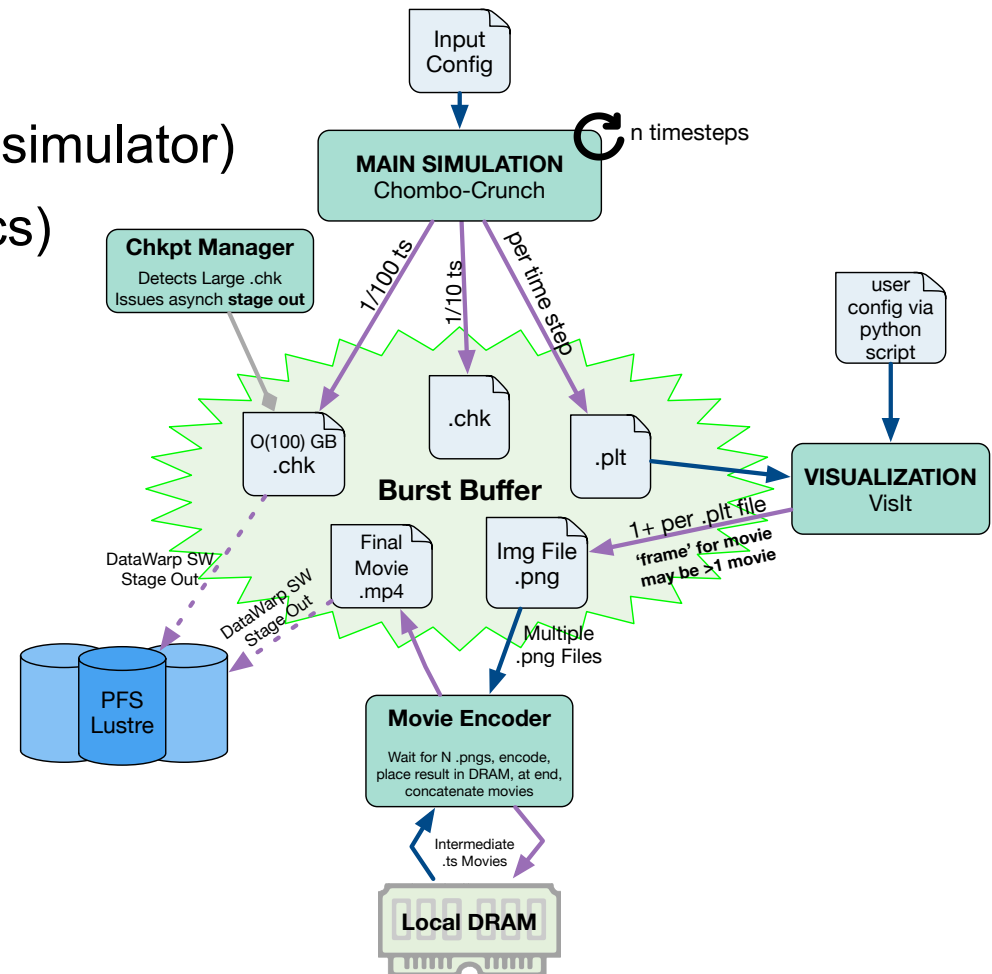 Input
Config
simulator)
n timesteps
MAIN SIMULATION
Chombo-Crunch
cs)
Chkpt Manager
Detects Large .chk
Issues asynch stage out
1/100 ts
1/10 ts
per time step
user
config via
python
script
O(100) GB
.chk
.chk
.plt
VISUALIZATION
VisIt
Burst Buffer
1+ per .plt file
'frame' for movie
may be >1 movie
Final
Movie
.mp4
Img File
.png
DataWarp SW
Stage Out
DataWarp SW
Stage Out
Multiple
.png Files
PFS
Lustre
Movie Encoder
Wait for N .pngs, encode,
place result in DRAM, at end,
concatenate movies
Intermediate
.ts Movies
Local DRAM